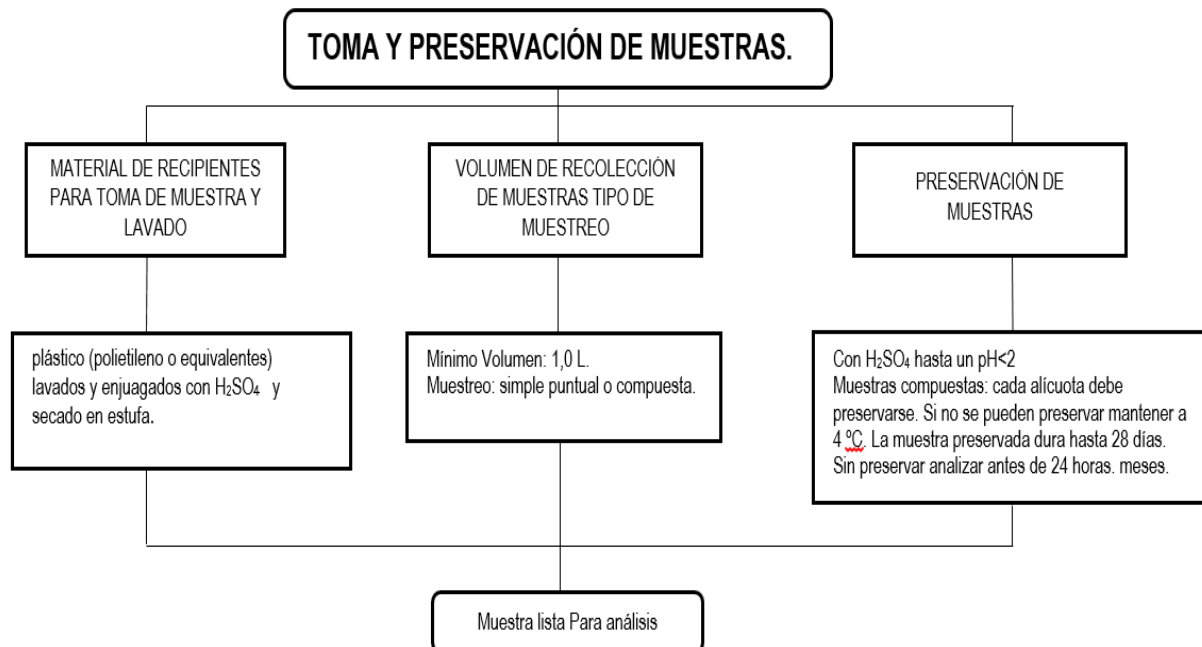 TOMA Y PRESERVACIÓN DE MUESTRAS.
MATERIAL DE RECIPIENTES
PARA TOMA DE MUESTRA Y
LAVADO
VOLUMEN DE RECOLECCIÓN
DE MUESTRAS TIPO DE
MUESTREO
PRESERVACIÓN DE
MUESTRAS
plástico (polietileno o equivalentes)
lavados y enjuagados con H₂SO₄ y
secado en estufa.
Mínimo Volumen: 1,0 L.
Muestreo: simple puntual o compuesta.
Con H₂SO₄ hasta un pH<2
Muestras compuestas: cada alícuota debe
preservarse. Si no se pueden preservar mantener a
4 ºC. La muestra preservada dura hasta 28 días.
Sin preservar analizar antes de 24 horas. meses.
Muestra lista Para análisis